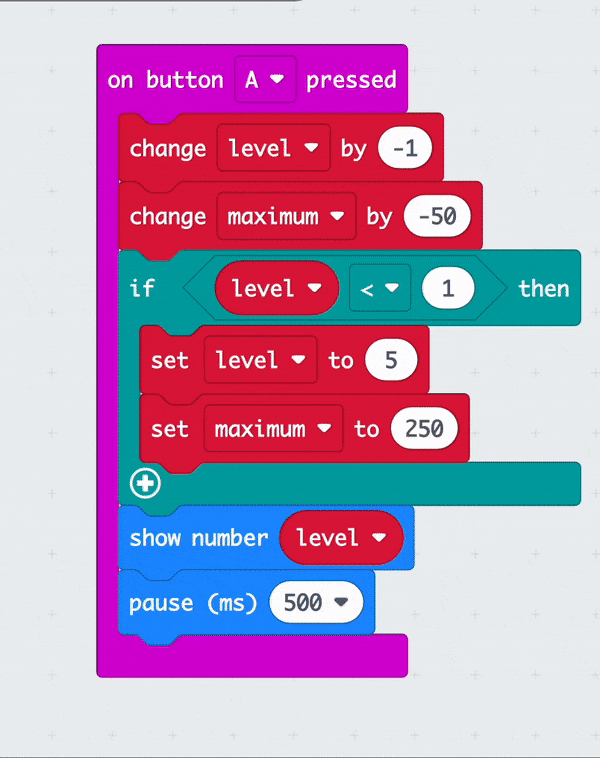 on button A pressed
change level by -1
change maximum by -50
if level < 1 then
set level to 5
set maximum to 250
show number level
pause (ms) 500